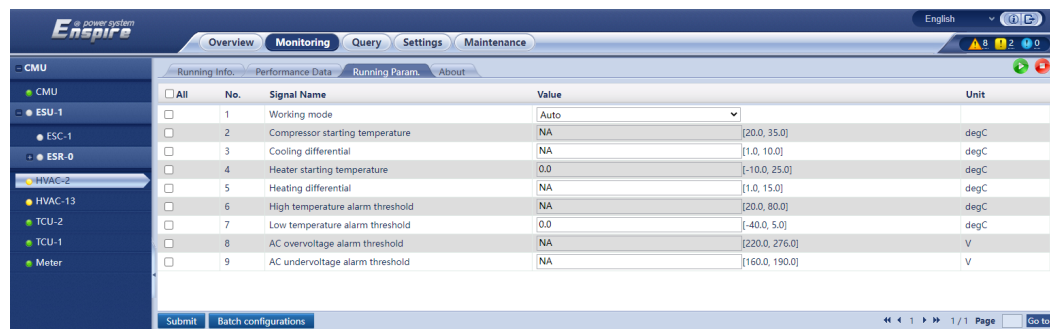 Enspire power system
English
Overview Monitoring Query Settings Maintenance
8 2 0
CMU
CMU
ESU-1
ESC-1
ESR-0
HVAC-2
HVAC-13
TCU-2
TCU-1
Meter
Running Info. Performance Data Running Param. About
All No. Signal Name Value Unit
1 Working mode Auto
2 Compressor starting temperature NA [20.0, 35.0] degC
3 Cooling differential NA [1.0, 10.0] degC
4 Heater starting temperature 0.0 [-10.0, 25.0] degC
5 Heating differential NA [1.0, 15.0] degC
6 High temperature alarm threshold NA [20.0, 80.0] degC
7 Low temperature alarm threshold 0.0 [-40.0, 5.0] degC
8 AC overvoltage alarm threshold NA [220.0, 276.0] V
9 AC undervoltage alarm threshold NA [160.0, 190.0] V
Submit Batch configurations 1 1/1 Page Go to